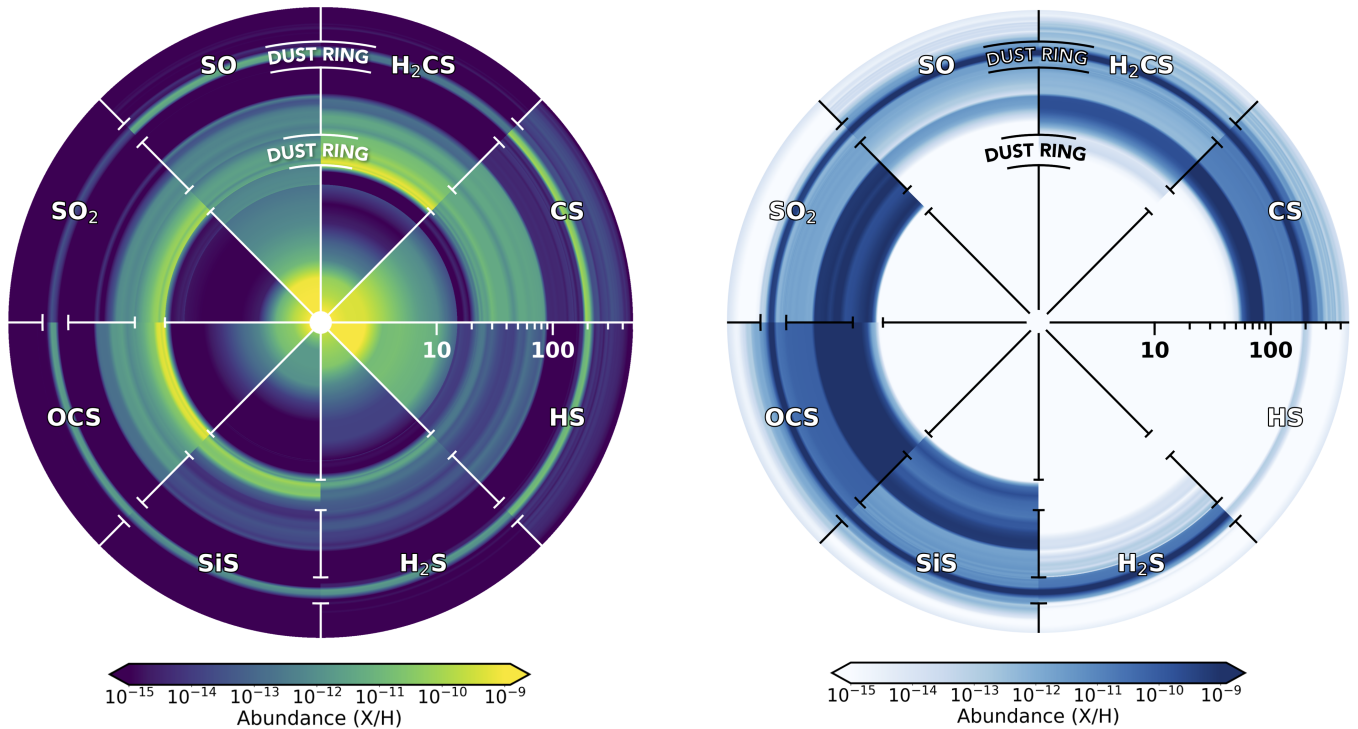 SO
DUST RING
H₂CS
DUST RING
SO₂
CS
10
100
OCS
HS
SiS
H₂S
10⁻¹⁵ 10⁻¹⁴ 10⁻¹³ 10⁻¹² 10⁻¹¹ 10⁻¹⁰ 10⁻⁹
Abundance (X/H)
SO
DUST RING
H₂CS
DUST RING
SO₂
CS
10
100
OCS
HS
SiS
H₂S
10⁻¹⁵ 10⁻¹⁴ 10⁻¹³ 10⁻¹² 10⁻¹¹ 10⁻¹⁰ 10⁻⁹
Abundance (X/H)